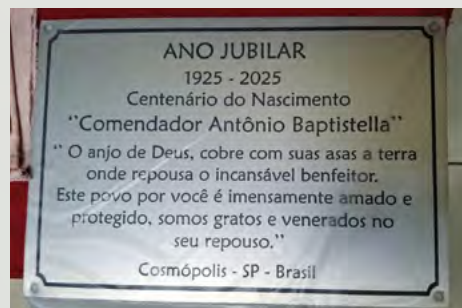 ANO JUBILAR
1925 - 2025
Centenário do Nascimento
"Comendador Antônio Baptistella"
" O anjo de Deus, cobre com suas asas a terra
onde repousa o incansável benfeitor.
Este povo por você é imensamente amado e
protegido, somos gratos e venerados no
seu repouso."
Cosmópolis - SP - Brasil